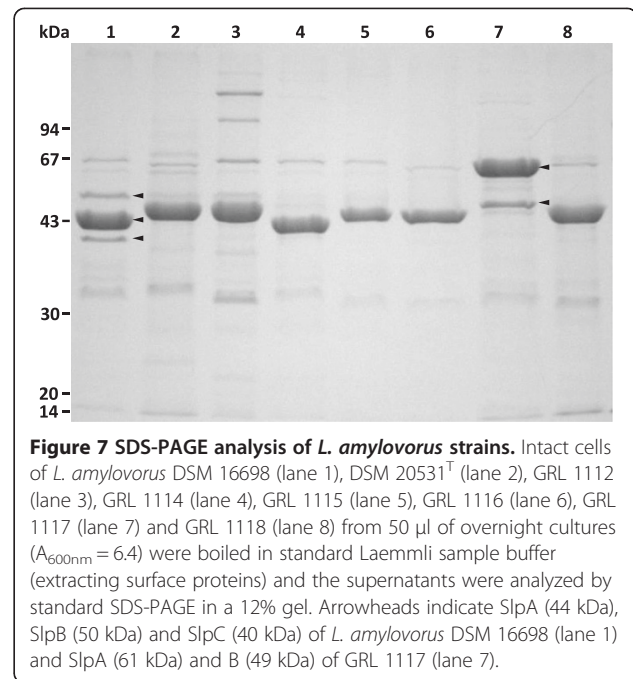 kDa 1 2 3 4 5 6 7 8
94
67
43
30
20
14
Figure 7 SDS-PAGE analysis of L. amylovorus strains. Intact cells
of L. amylovorus DSM 16698 (lane 1), DSM 20531ᵀ (lane 2), GRL 1112
(lane 3), GRL 1114 (lane 4), GRL 1115 (lane 5), GRL 1116 (lane 6), GRL
1117 (lane 7) and GRL 1118 (lane 8) from 50 μl of overnight cultures
(A600nm = 6.4) were boiled in standard Laemmli sample buffer
(extracting surface proteins) and the supernatants were analyzed by
standard SDS-PAGE in a 12% gel. Arrowheads indicate SlpA (44 kDa),
SlpB (50 kDa) and SlpC (40 kDa) of L. amylovorus DSM 16698 (lane 1)
and SlpA (61 kDa) and B (49 kDa) of GRL 1117 (lane 7).